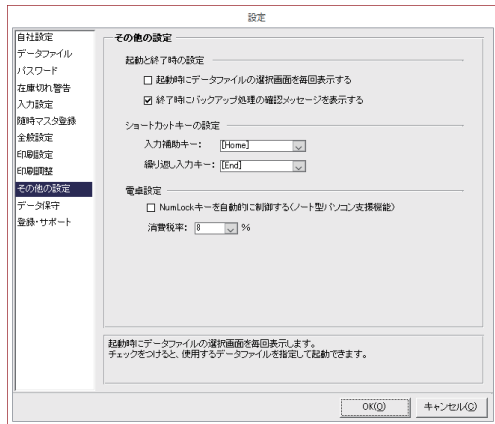 設定
自社設定
データファイル
パスワード
在庫切れ警告
入力設定
随時マスタ登録
全般設定
印刷設定
印刷調整
その他の設定
データ保守
登録・サポート
その他の設定
起動と終了時の設定
起動時にデータファイルの選択画面を毎回表示する
終了時にバックアップ処理の確認メッセージを表示する
ショートカットキーの設定
入力補助キー: [Home]
繰り返し入力キー: [End]
電卓設定
NumLockキーを自動的に制御する(ノート型パソコン支援機能)
消費税率: 8 %
起動時にデータファイルの選択画面を毎回表示します。
チェックをつけると、使用するデータファイルを指定して起動できます。
OK(O) キャンセル(C)